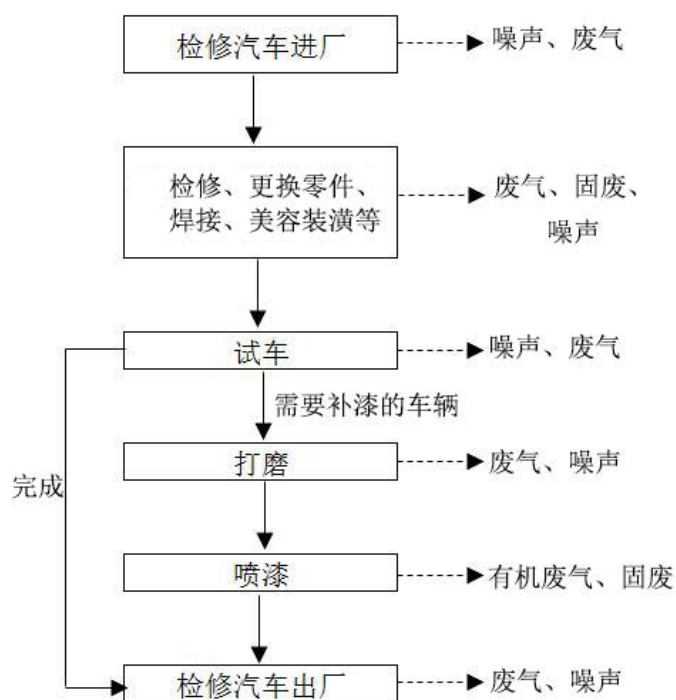 检修汽车进厂
噪声、废气
检修、更换零件、
焊接、美容装潢等
废气、固废、
噪声
试车
噪声、废气
需要补漆的车辆
打磨
废气、噪声
完成
喷漆
有机废气、固废
检修汽车出厂
废气、噪声